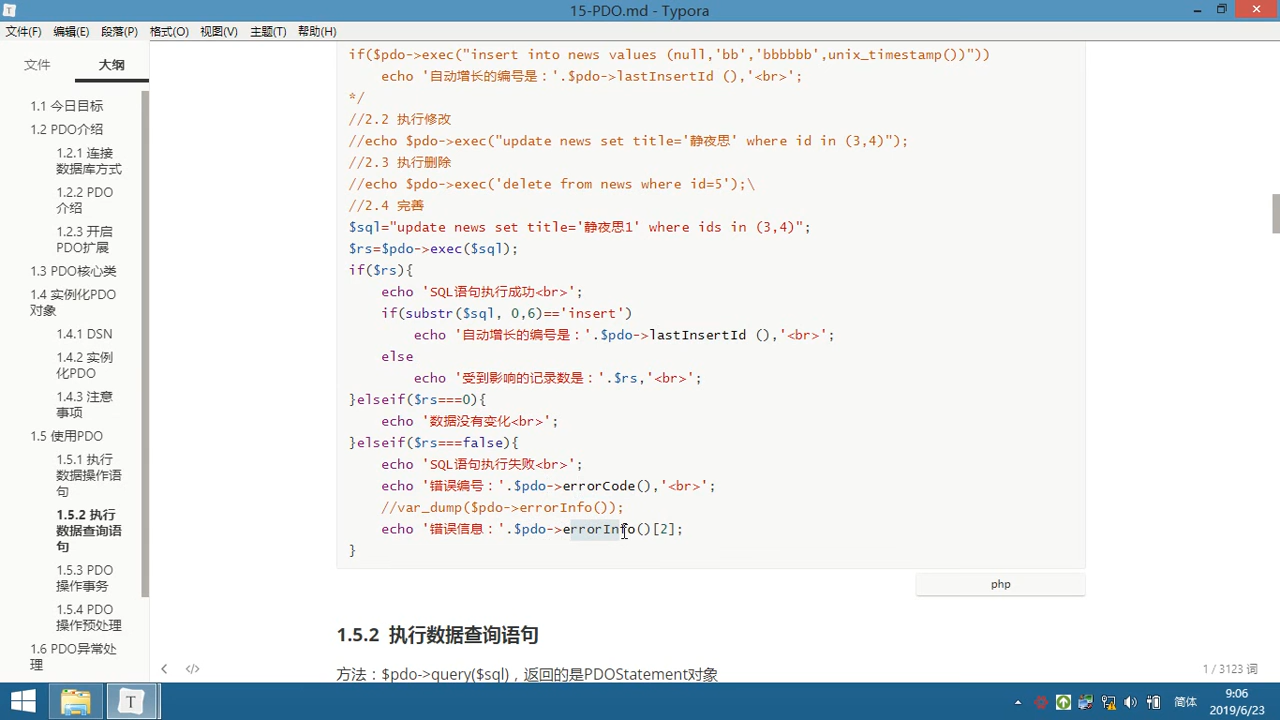 15-PDO.md - Typora
文件(F) 编辑(E) 段落(P) 格式(O) 视图(V) 主题(T) 帮助(H)
文件 大纲
1.1 今日目标
1.2 PDO介绍
1.2.1 连接
数据库方式
1.2.2 PDO
介绍
1.2.3 开启
PDO扩展
1.3 PDO核心类
1.4 实例化PDO
对象
1.4.1 DSN
1.4.2 实例
化PDO
1.4.3 注意
事项
1.5 使用PDO
1.5.1 执行
数据操作语
句
1.5.2 执行
数据查询语
句
1.5.3 PDO
操作事务
1.5.4 PDO
操作预处理
1.6 PDO异常处
理
if($pdo->exec("insert into news values (null,'bb','bbbbbb',unix_timestamp())"))
echo '自动增长的编号是：'.$pdo->lastInsertId (),'<br>';
*/
//2.2 执行修改
//echo $pdo->exec("update news set title='静夜思' where id in (3,4)");
//2.3 执行删除
//echo $pdo->exec('delete from news where id=5');\
//2.4 完善
$sql="update news set title='静夜思1' where ids in (3,4)";
$rs=$pdo->exec($sql);
if($rs){
echo 'SQL语句执行成功<br>';
if(substr($sql, 0,6)=='insert')
echo '自动增长的编号是：'.$pdo->lastInsertId (),'<br>';
else
echo '受到影响的记录数是：'.$rs,'<br>';
}elseif($rs===0){
echo '数据没有变化<br>';
}elseif($rs===false){
echo 'SQL语句执行失败<br>';
echo '错误编号：'.$pdo->errorCode(),'<br>';
//var_dump($pdo->errorInfo());
echo '错误信息：'.$pdo->errorInfo()[2];
}
php
1.5.2 执行数据查询语句
方法：$pdo->query($sql)，返回的是PDOStatement对象
1 / 3123 词
简体
9:06
2019/6/23